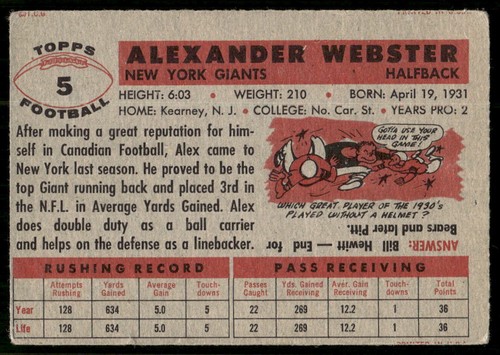 TOPPS
5
FOOTBALL
ALEXANDER WEBSTER
NEW YORK GIANTS HALFBACK
HEIGHT: 6:03 • WEIGHT: 210 • BORN: April 19, 1931
HOME: Kearney, N. J. • COLLEGE: No. Car. St. • YEARS PRO: 2
After making a great reputation for him-
self in Canadian Football, Alex came to
New York last season. He proved to be the
top Giant running back and placed 3rd in
the N.F.L. in Average Yards Gained. Alex
does double duty as a ball carrier
and helps on the defense as a linebacker.
GOTTA USE YOUR
HEAD IN THIS
GAME!
WHICH GREAT PLAYER OF THE 1930'S
PLAYED WITHOUT A HELMET?
ANSWER: Bill Hewitt — End for
Bears and later Pitt.
RUSHING RECORD PASS RECEIVING
Attempts Rushing Yards Gained Average Gain Touch-downs Passes Caught Yds. Gained Receiving Average Gain Touch-downs Total Points
Year 128 634 5.0 5 22 269 12.2 1 36
Life 128 634 5.0 5 22 269 12.2 1 36